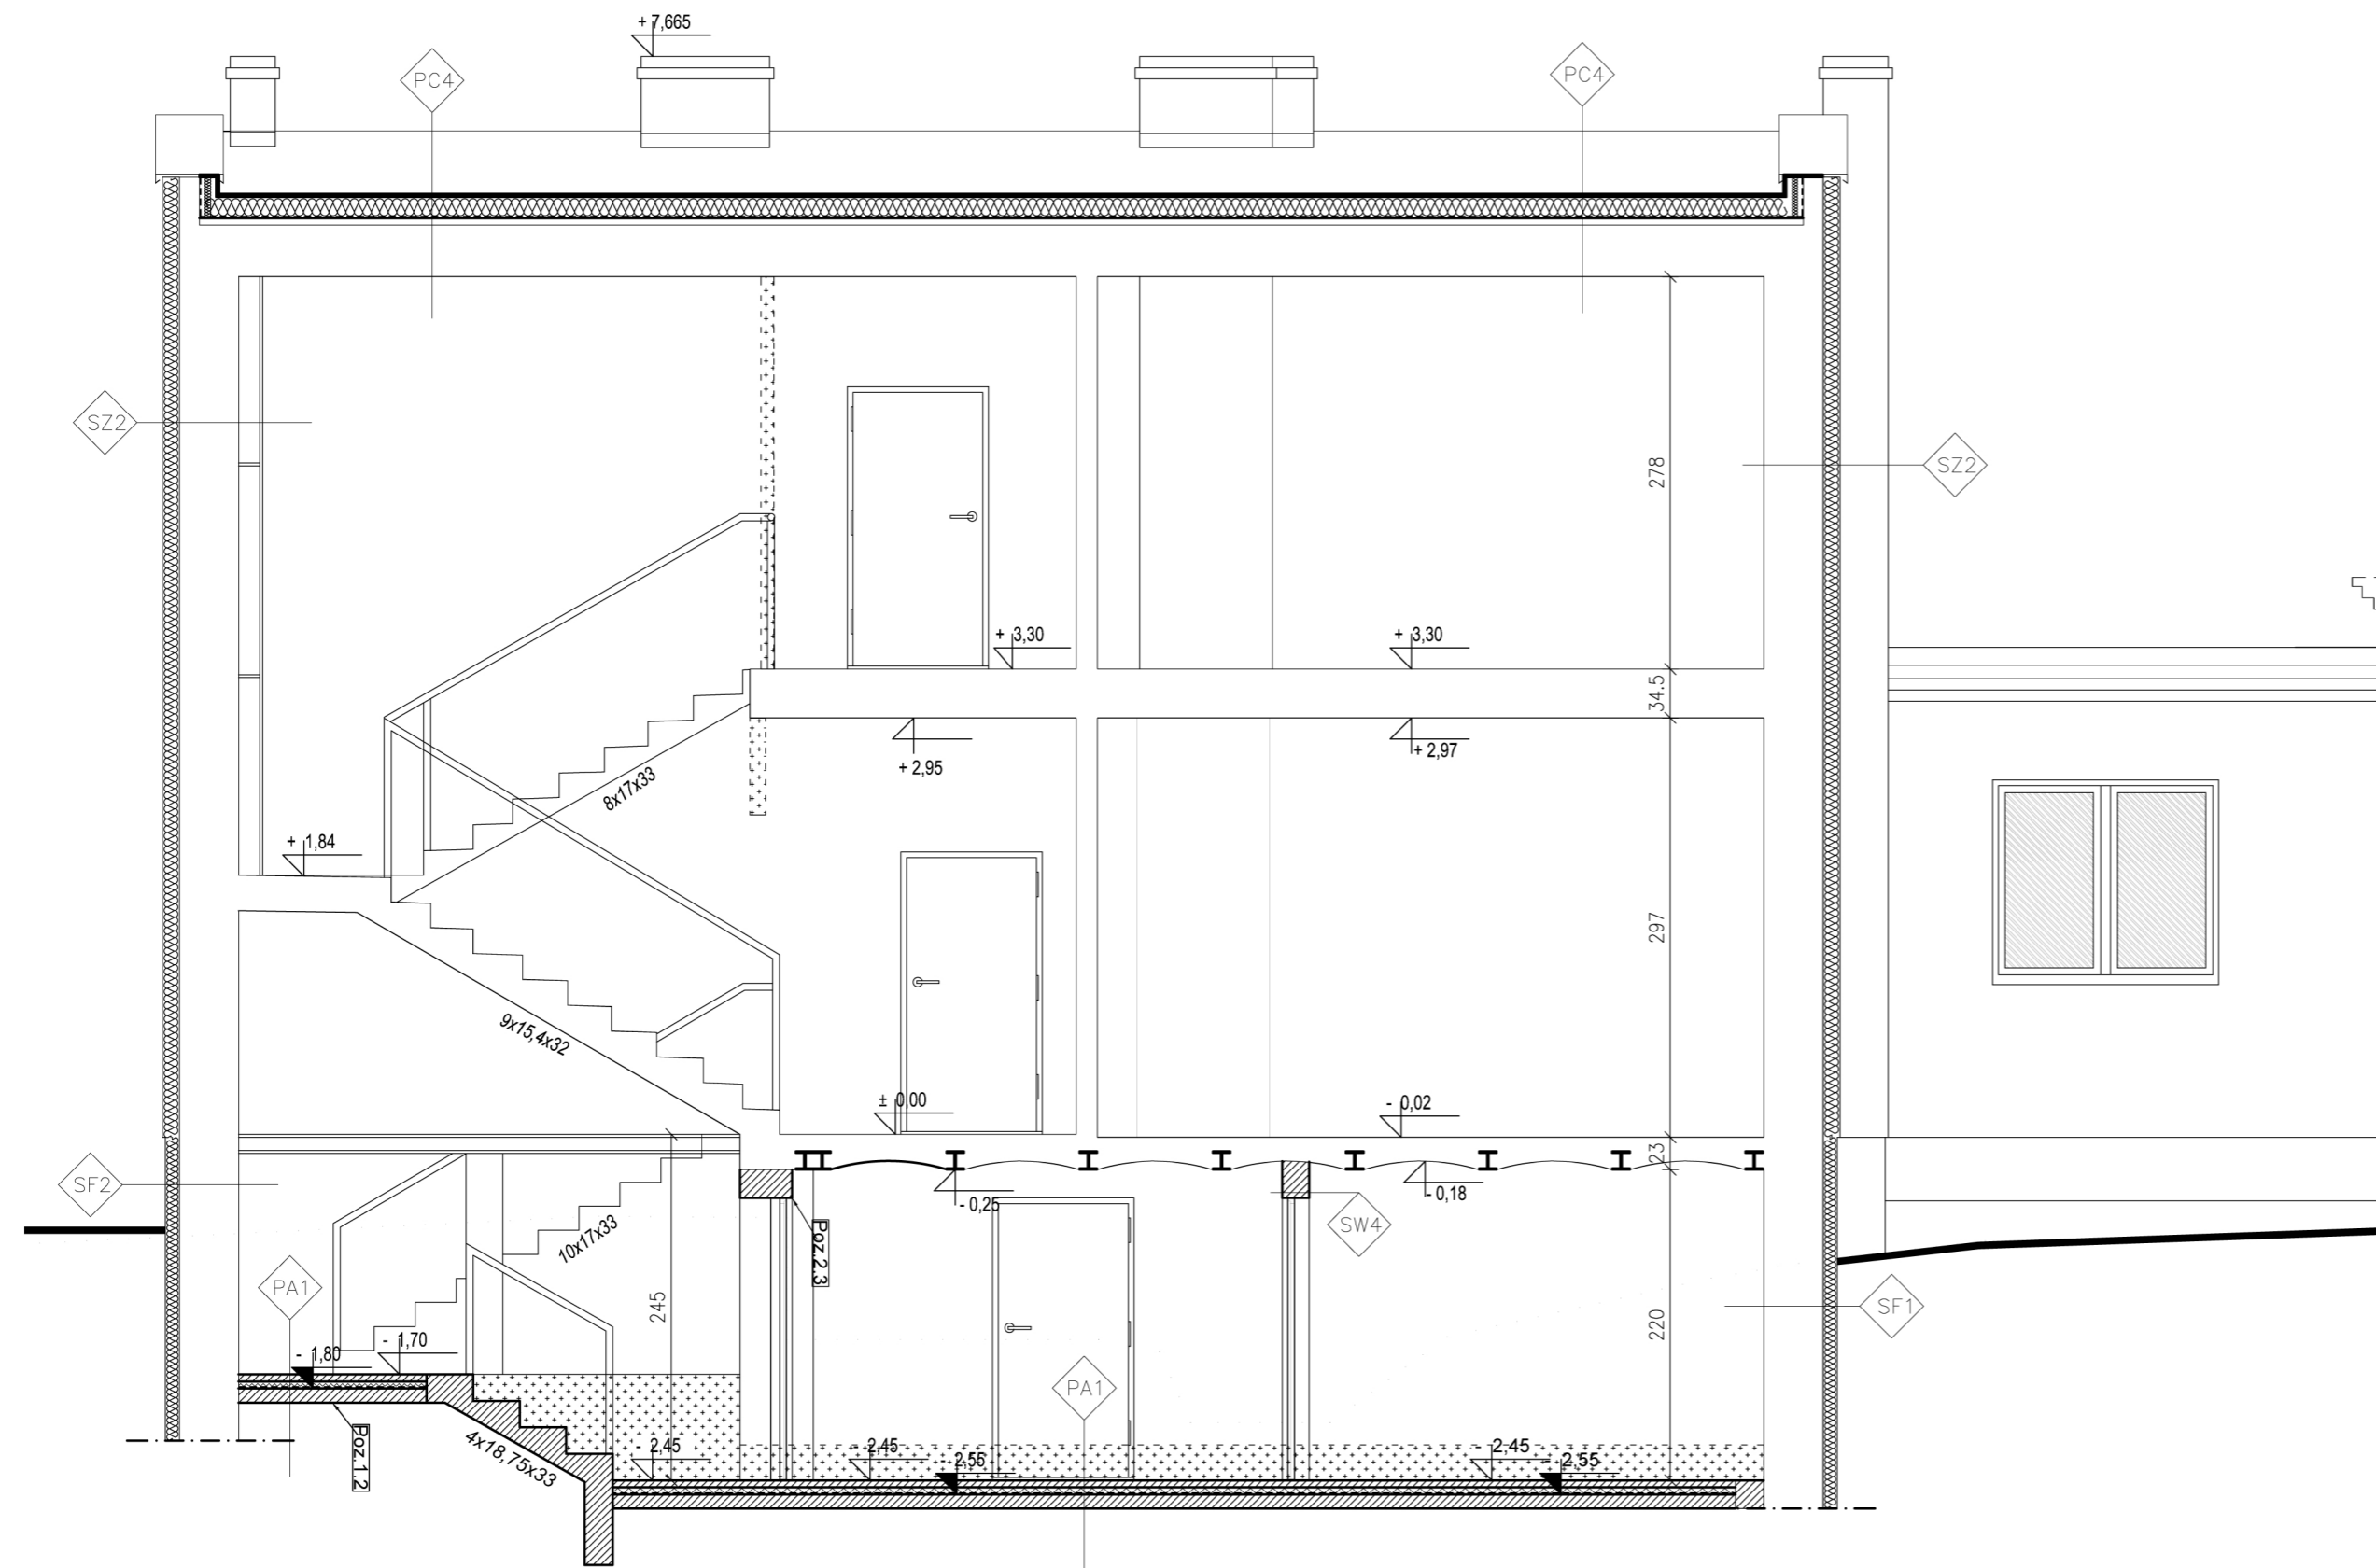 + 7,665
PC4
PC4
SZ2
278
SZ2
+ 3,30
+ 3,30
34.5
+ 2,95
+ 2,97
8x17x33
+ 1,84
297
9x15,4x32
± 0,00
- 0,02
23
SF2
- 0,25
- 0,18
SW4
10x17x33
Poz.2.3
PA1
245
220
SF1
- 1,80
- 1,70
PA1
Poz.1.2
4x18,75x33
- 2,45
- 2,45
- 2,55
- 2,45
- 2,55